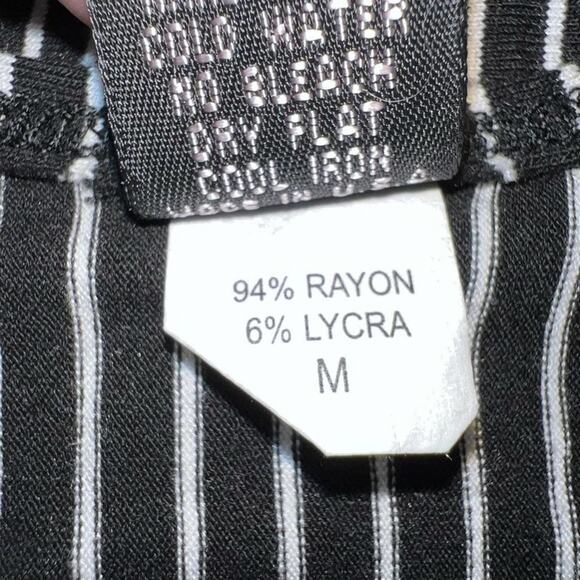 COLD WATER
NO BLEACH
DRY FLAT
COOL IRON
94% RAYON
6% LYCRA
M